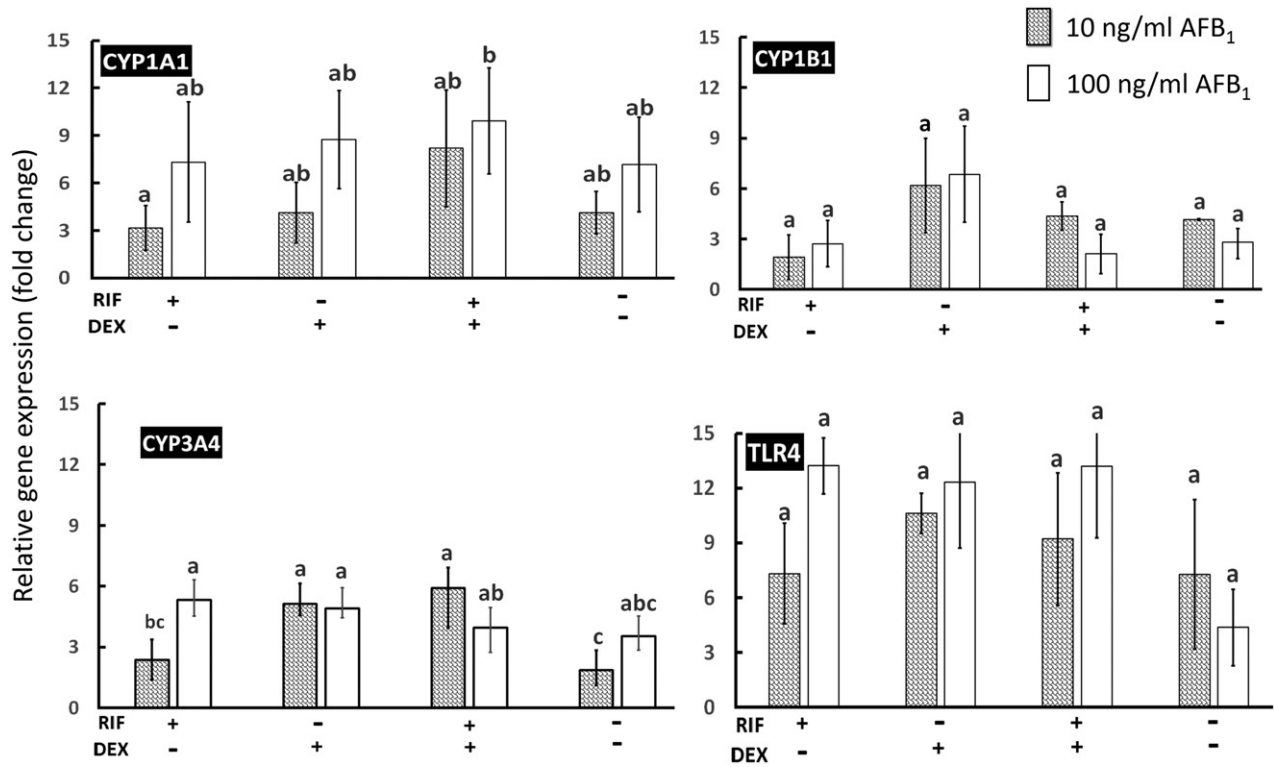 Relative gene expression (fold change)
10 ng/ml AFB₁
100 ng/ml AFB₁
CYP1A1
15
12
9
6
3
0
a ab ab ab ab b ab ab
RIF + - + -
DEX - + + -
CYP1B1
15
12
9
6
3
0
a a a a a a a a
RIF + - + -
DEX - + + -
CYP3A4
15
12
9
6
3
0
bc a a a a ab c abc
RIF + - + -
DEX - + + -
TLR4
15
12
9
6
3
0
a a a a a a a a
RIF + - + -
DEX - + + -